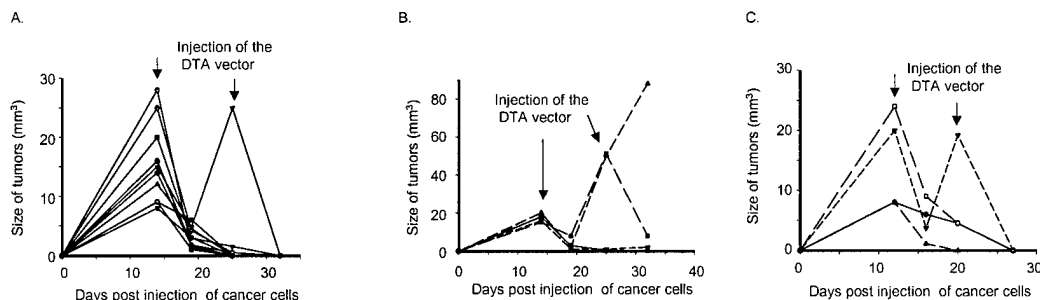 A.
Injection of the
DTA vector
Size of tumors (mm³)
30
20
10
0
0
10
20
30
Days post injection of cancer cells
B.
Injection of the
DTA vector
Size of tumors (mm³)
80
60
40
20
0
0
10
20
30
40
Days post injection of cancer cells
C.
Injection of the
DTA vector
Size of tumors (mm³)
30
20
10
0
0
10
20
30
Days post injection of cancer cells